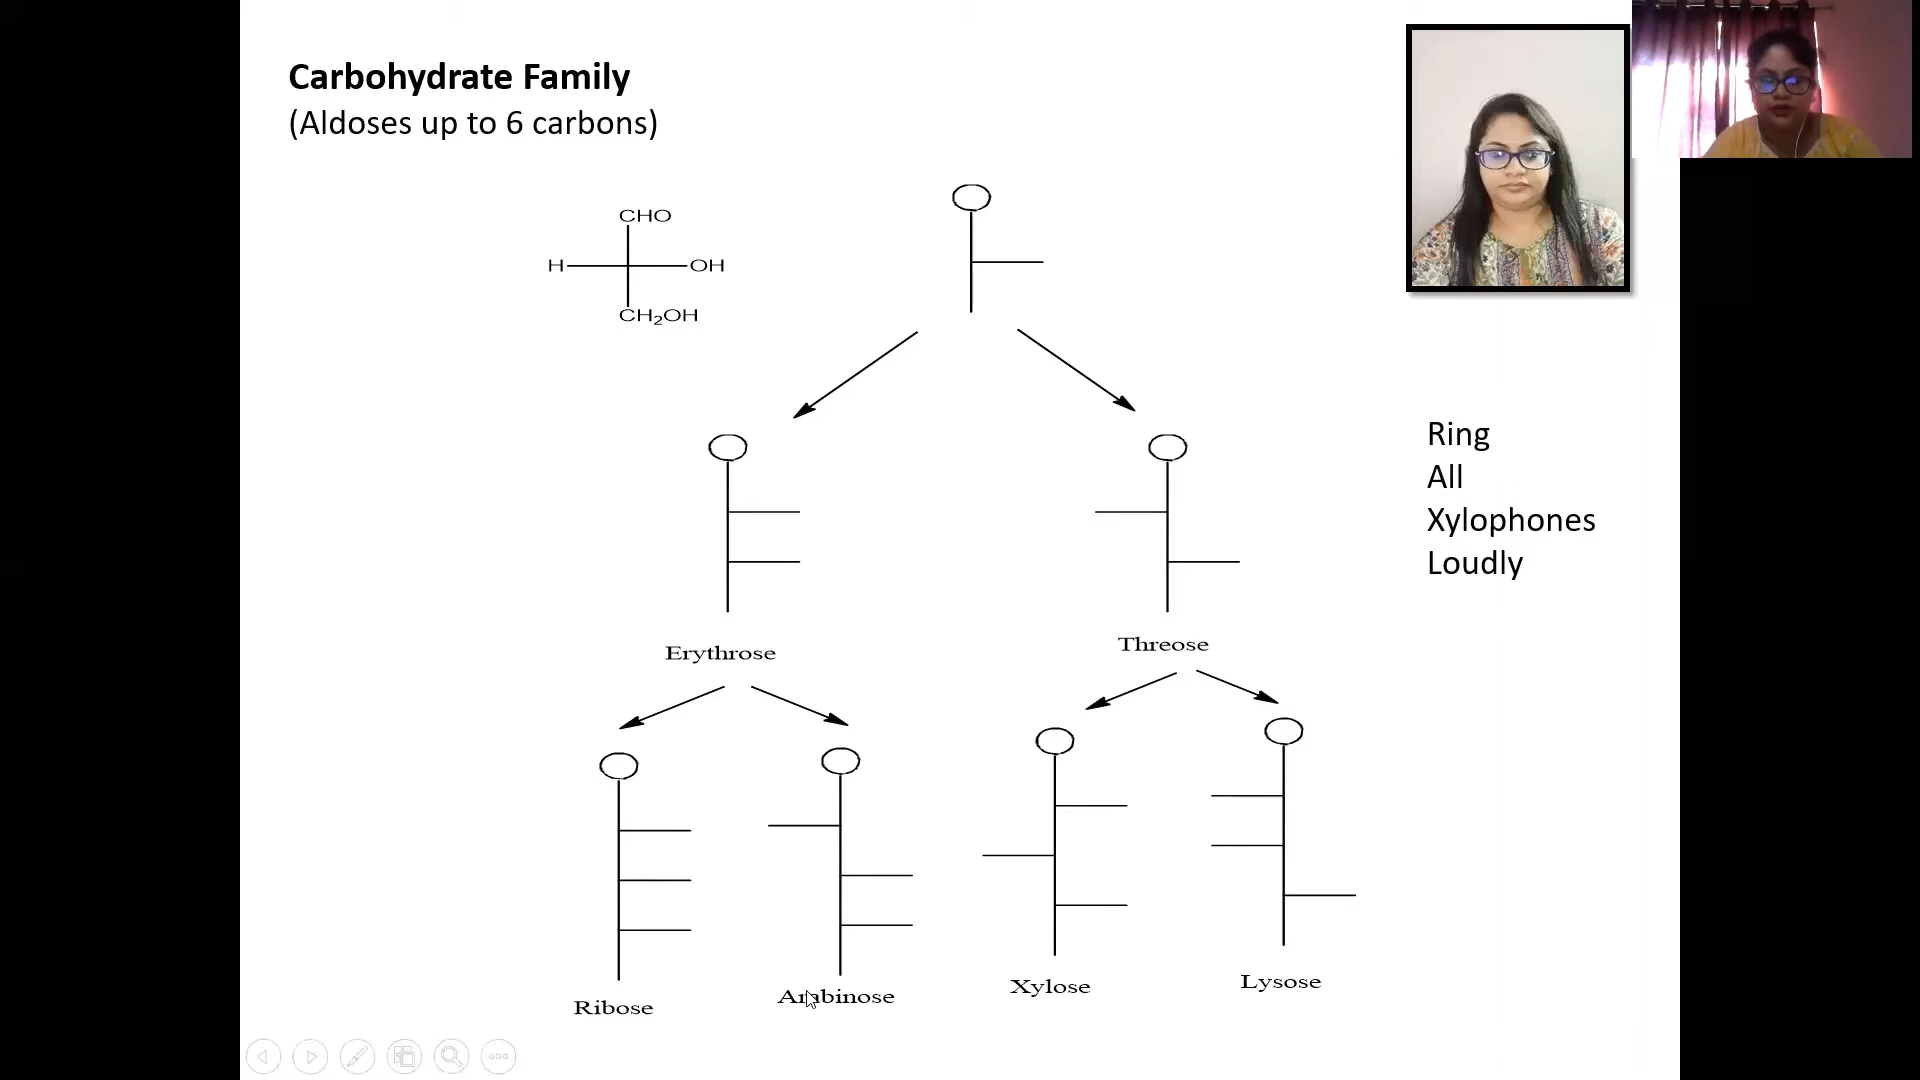 Carbohydrate Family
(Aldoses up to 6 carbons)
CHO
H OH
CH₂OH
Ring
All
Xylophones
Loudly
Erythrose
Threose
Ribose
Arabinose
Xylose
Lysose